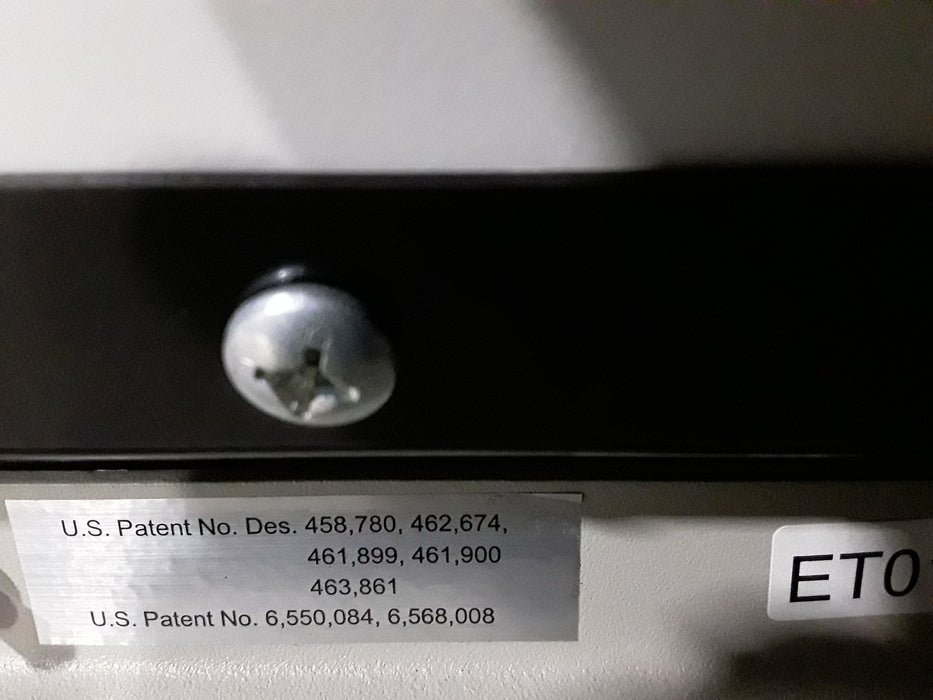 U.S. Patent No. Des. 458,780, 462,674,
461,899, 461,900
463,861
U.S. Patent No. 6,550,084, 6,568,008
ET0